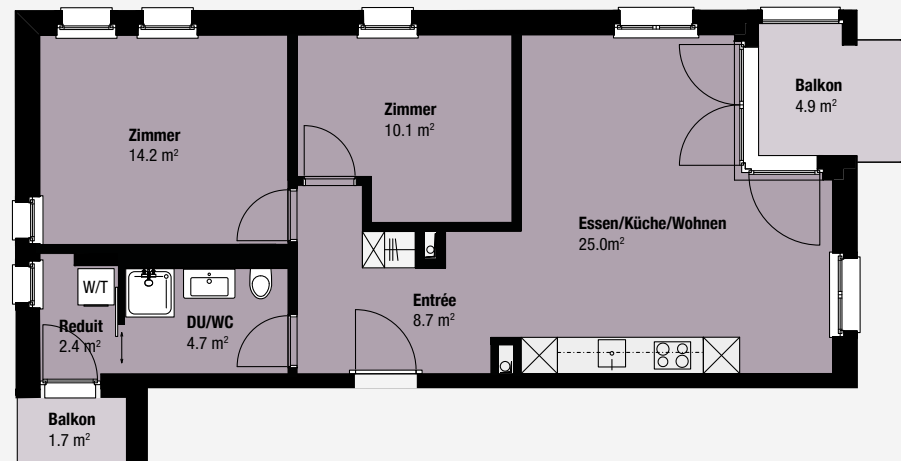 Zimmer
14.2 m²
Zimmer
10.1 m²
Balkon
4.9 m²
Essen/Küche/Wohnen
25.0m²
Entrée
8.7 m²
W/T
Reduit
2.4 m²
DU/WC
4.7 m²
Balkon
1.7 m²